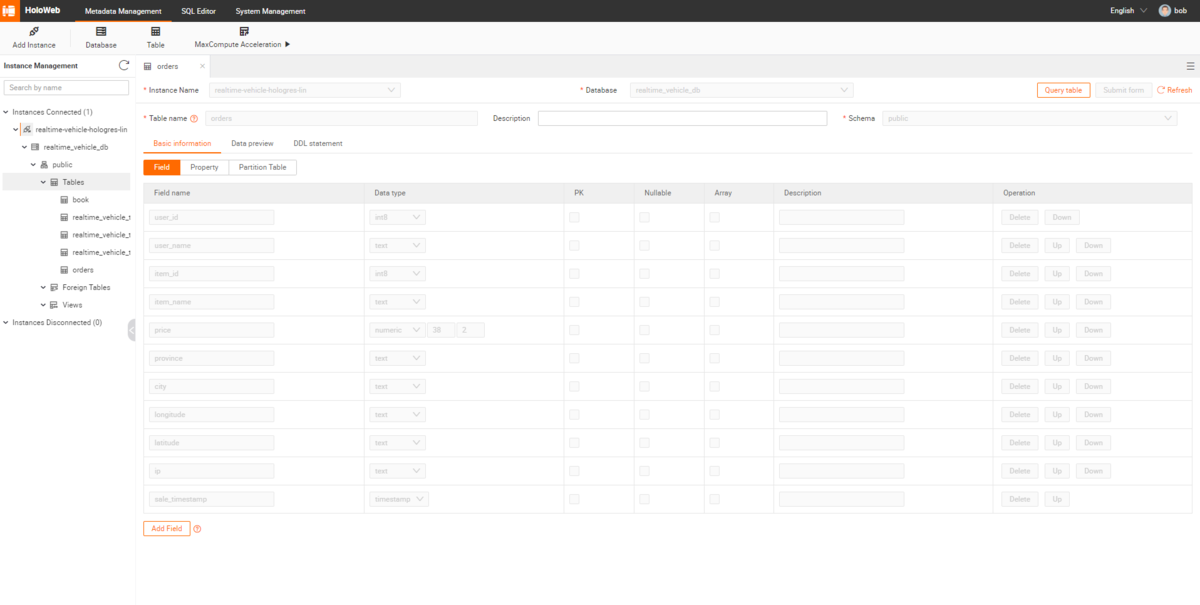 HoloWeb Metadata Management SQL Editor System Management English bob
Add Instance Database Table MaxCompute Acceleration
Instance Management
Search by name
Instances Connected (1)
realtime-vehicle-hologres-lin
realtime_vehicle_db
public
Tables
book
realtime_vehicle_t
realtime_vehicle_t
realtime_vehicle_t
orders
Foreign Tables
Views
Instances Disconnected (0)
orders
* Instance Name realtime-vehicle-hologres-lin * Database realtime_vehicle_db Query table Submit form Refresh
* Table name orders Description * Schema public
Basic information Data preview DDL statement
Field Property Partition Table
Field name Data type PK Nullable Array Description Operation
user_id int8 Delete Down
user_name text Delete Up Down
item_id int8 Delete Up Down
item_name text Delete Up Down
price numeric 38 2 Delete Up Down
province text Delete Up Down
city text Delete Up Down
longitude text Delete Up Down
latitude text Delete Up Down
ip text Delete Up Down
sale_timestamp timestamp Delete Up
Add Field